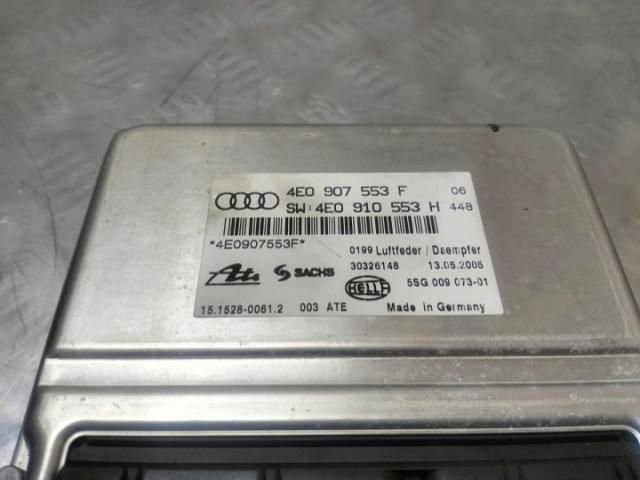 4E0 907 553 F 06
SW:4E0 910 553 H 448
*4E0907553F* 0199 Luftfeder/Daempfer
30326148 13.05.2005
Ate SACHS HELLA 5SG 009 073-01
15.1528-0061.2 003 ATE Made in Germany